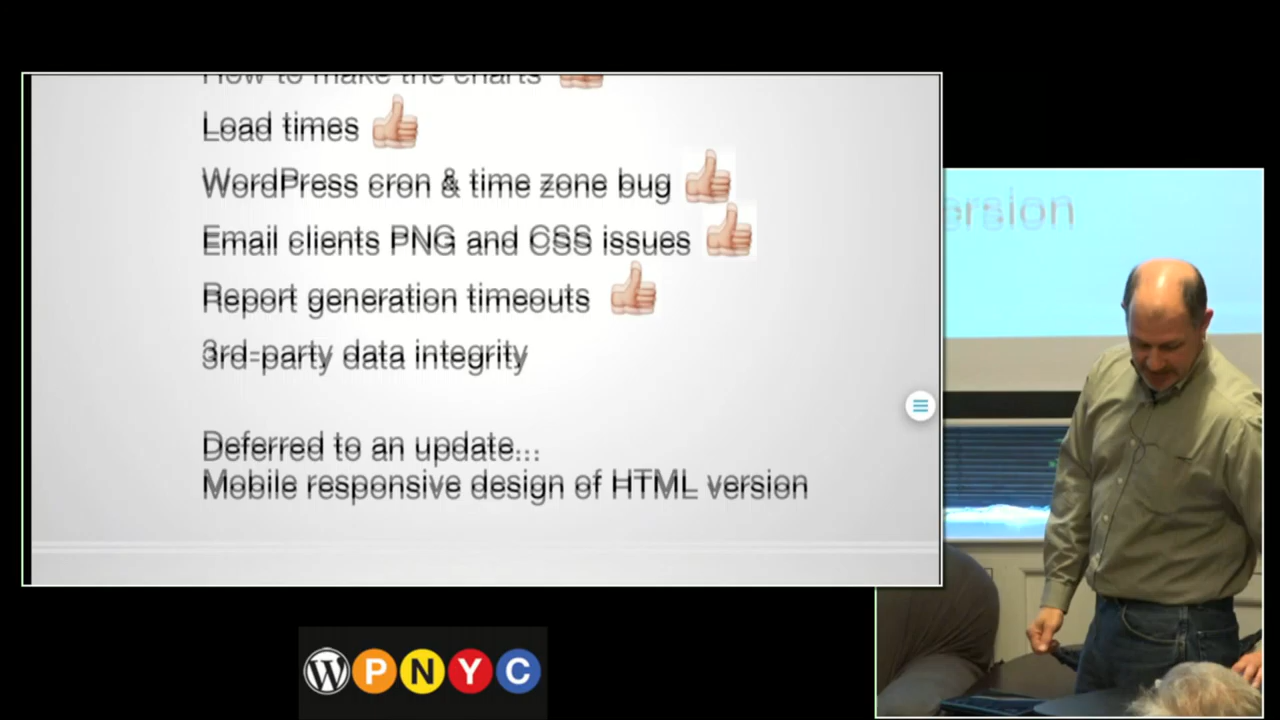 How to make the charts
Load times
WordPress cron & time zone bug
Email clients PNG and CSS issues
Report generation timeouts
3rd-party data integrity
Deferred to an update...
Mobile responsive design of HTML version
ersion
W P N Y C